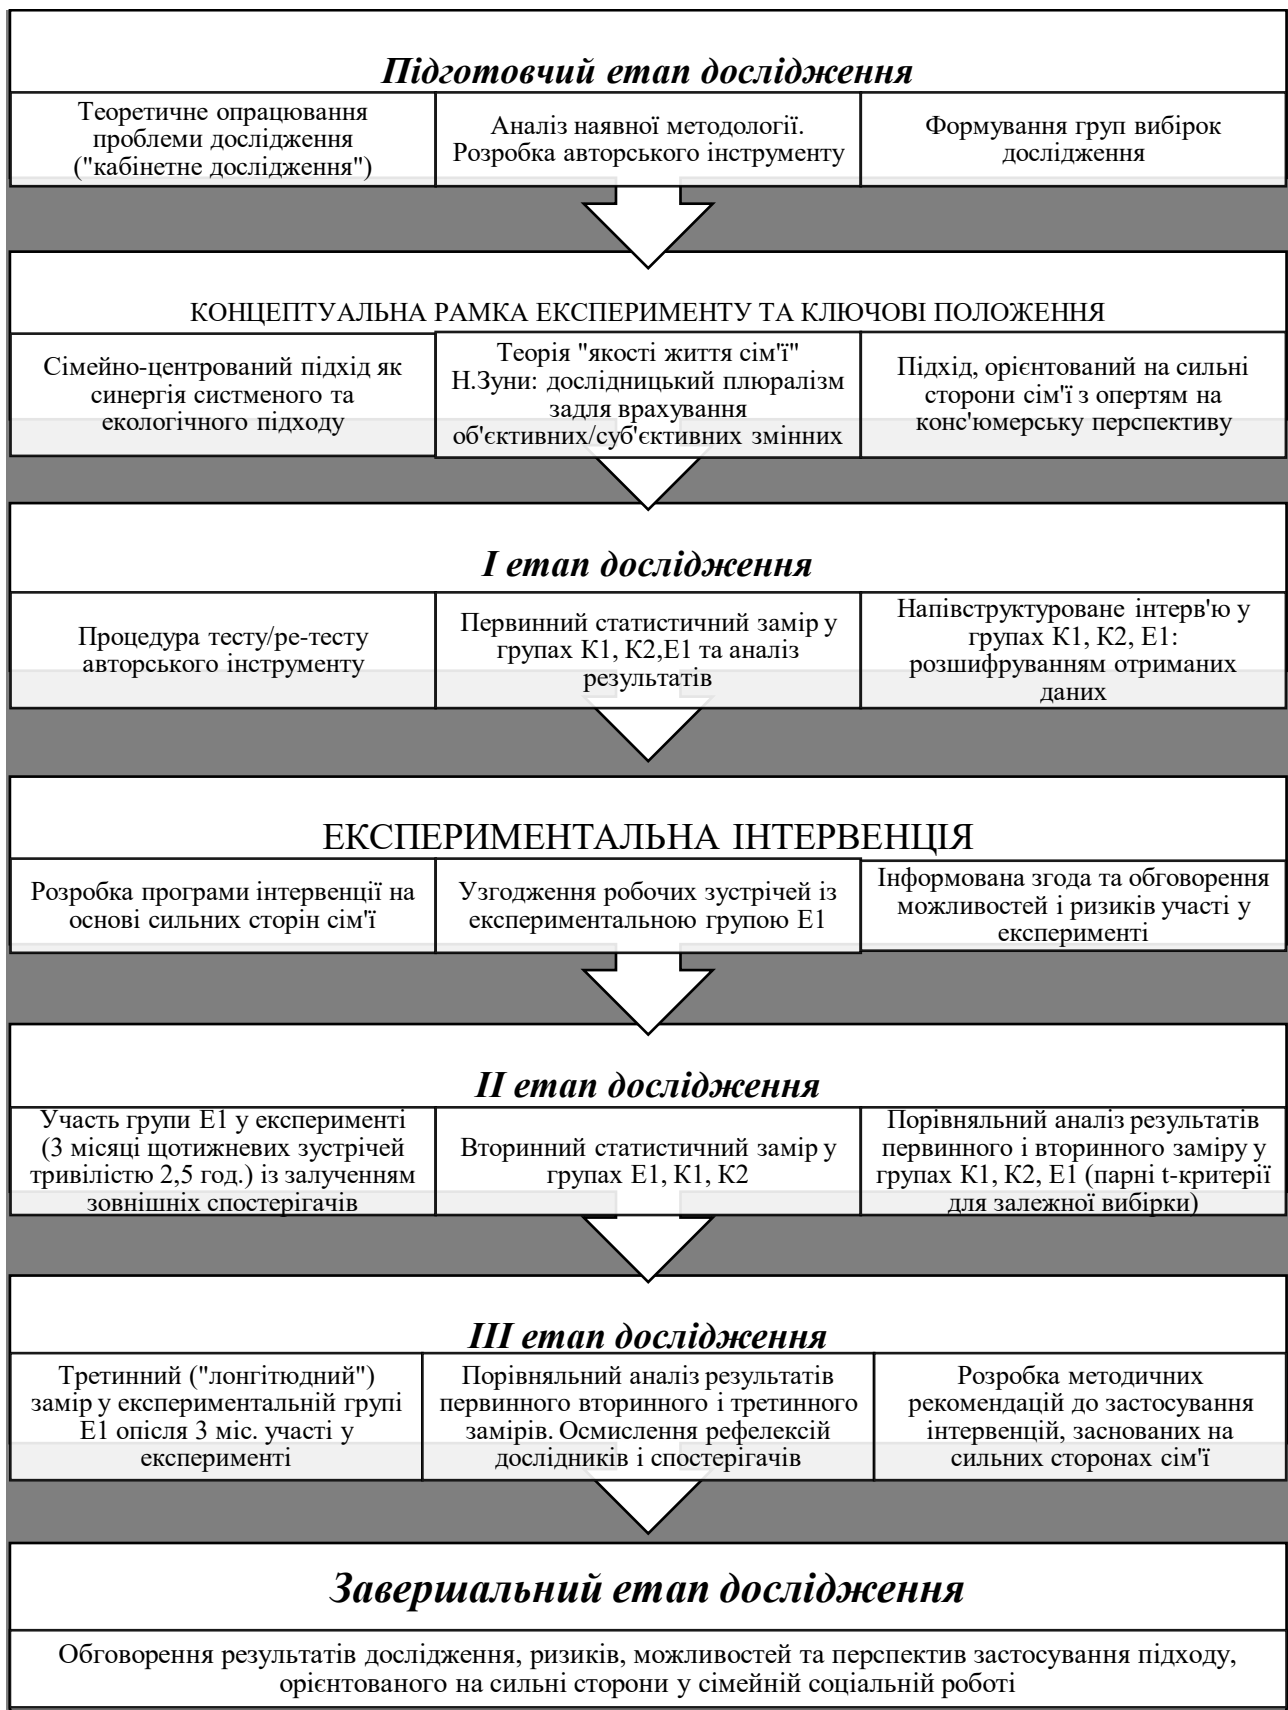 Підготовчий етап дослідження
Теоретичне опрацювання
проблеми дослідження
("кабінетне дослідження")
Аналіз наявної методології.
Розробка авторського інструменту
Формування груп вибірок
дослідження
КОНЦЕПТУАЛЬНА РАМКА ЕКСПЕРИМЕНТУ ТА КЛЮЧОВІ ПОЛОЖЕННЯ
Сімейно-центрований підхід як
синергія систменого та
екологічного підходу
Теорія "якості життя сім'ї"
Н.Зуни: дослідницький плюралізм
задля врахування
об'єктивних/суб'єктивних змінних
Підхід, орієнтований на сильні
сторони сім'ї з опертям на
конс'юмерську перспективу
I етап дослідження
Процедура тесту/ре-тесту
авторського інструменту
Первинний статистичний замір у
групах К1, К2,Е1 та аналіз
результатів
Напівструктуроване інтерв'ю у
групах К1, К2, Е1:
розшифруванням отриманих
даних
ЕКСПЕРИМЕНТАЛЬНА ІНТЕРВЕНЦІЯ
Розробка програми інтервенції на
основі сильних сторін сім'ї
Узгодження робочих зустрічей із
експериментальною групою Е1
Інформована згода та обговорення
можливостей і ризиків участі у
експерименті
II етап дослідження
Участь групи Е1 у експерименті
(3 місяці щотижневих зустрічей
тривілістю 2,5 год.) із залученням
зовнішніх спостерігачів
Вторинний статистичний замір у
групах Е1, К1, К2
Порівняльний аналіз результатів
первинного і вторинного заміру у
групах К1, К2, Е1 (парні t-критерії
для залежної вибірки)
III етап дослідження
Третинний ("лонгітюдний")
замір у експериментальній групі
Е1 опісля 3 міс. участі у
експерименті
Порівняльний аналіз результатів
первинного вторинного і третинного
замірів. Осмислення рефелексій
дослідників і спостерігачів
Розробка методичних
рекомендацій до застосування
інтервенцій, заснованих на
сильних сторонах сім'ї
Завершальний етап дослідження
Обговорення результатів дослідження, ризиків, можливостей та перспектив застосування підходу,
орієнтованого на сильні сторони у сімейній соціальній роботі